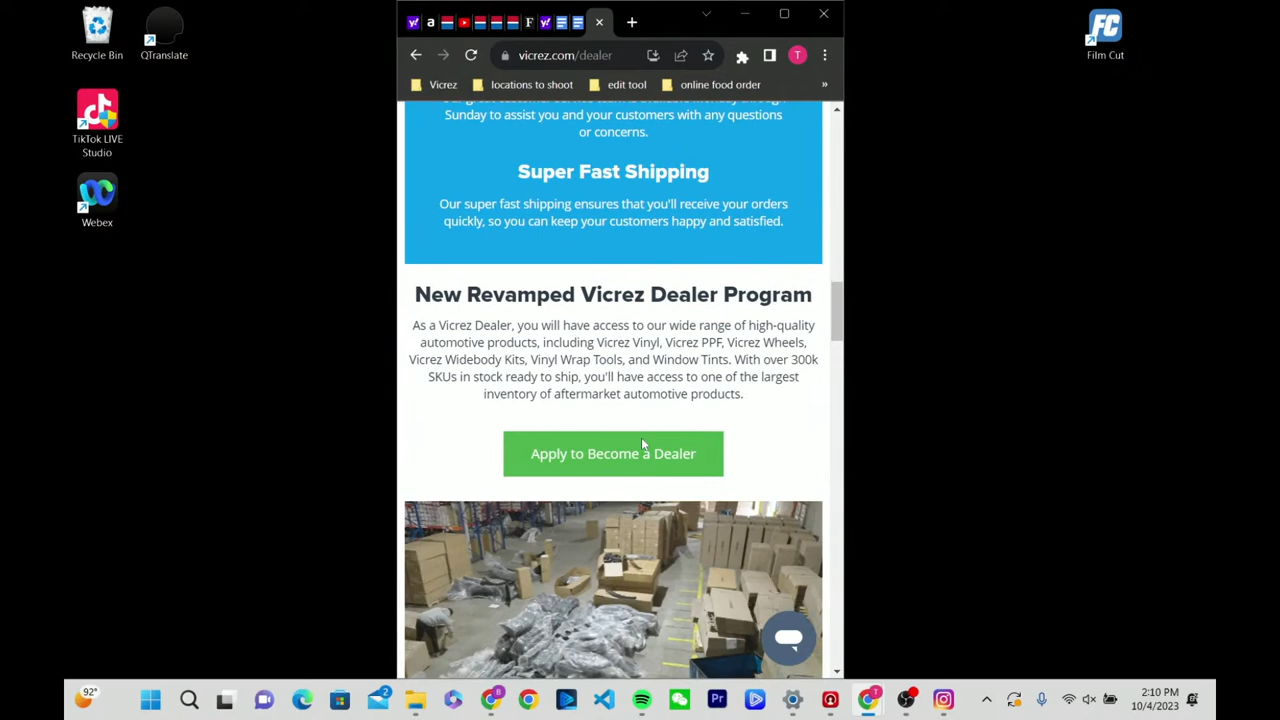 Recycle Bin
QTranslate
TikTok LIVE
Studio
Webex
Film Cut
vicrez.com/dealer
T
Vicrez
locations to shoot
edit tool
online food order
»
Sunday to assist you and your customers with any questions
or concerns.
Super Fast Shipping
Our super fast shipping ensures that you'll receive your orders
quickly, so you can keep your customers happy and satisfied.
New Revamped Vicrez Dealer Program
As a Vicrez Dealer, you will have access to our wide range of high-quality
automotive products, including Vicrez Vinyl, Vicrez PPF, Vicrez Wheels,
Vicrez Widebody Kits, Vinyl Wrap Tools, and Window Tints. With over 300k
SKUs in stock ready to ship, you'll have access to one of the largest
inventory of aftermarket automotive products.
Apply to Become a Dealer
92°
2:10 PM
10/4/2023